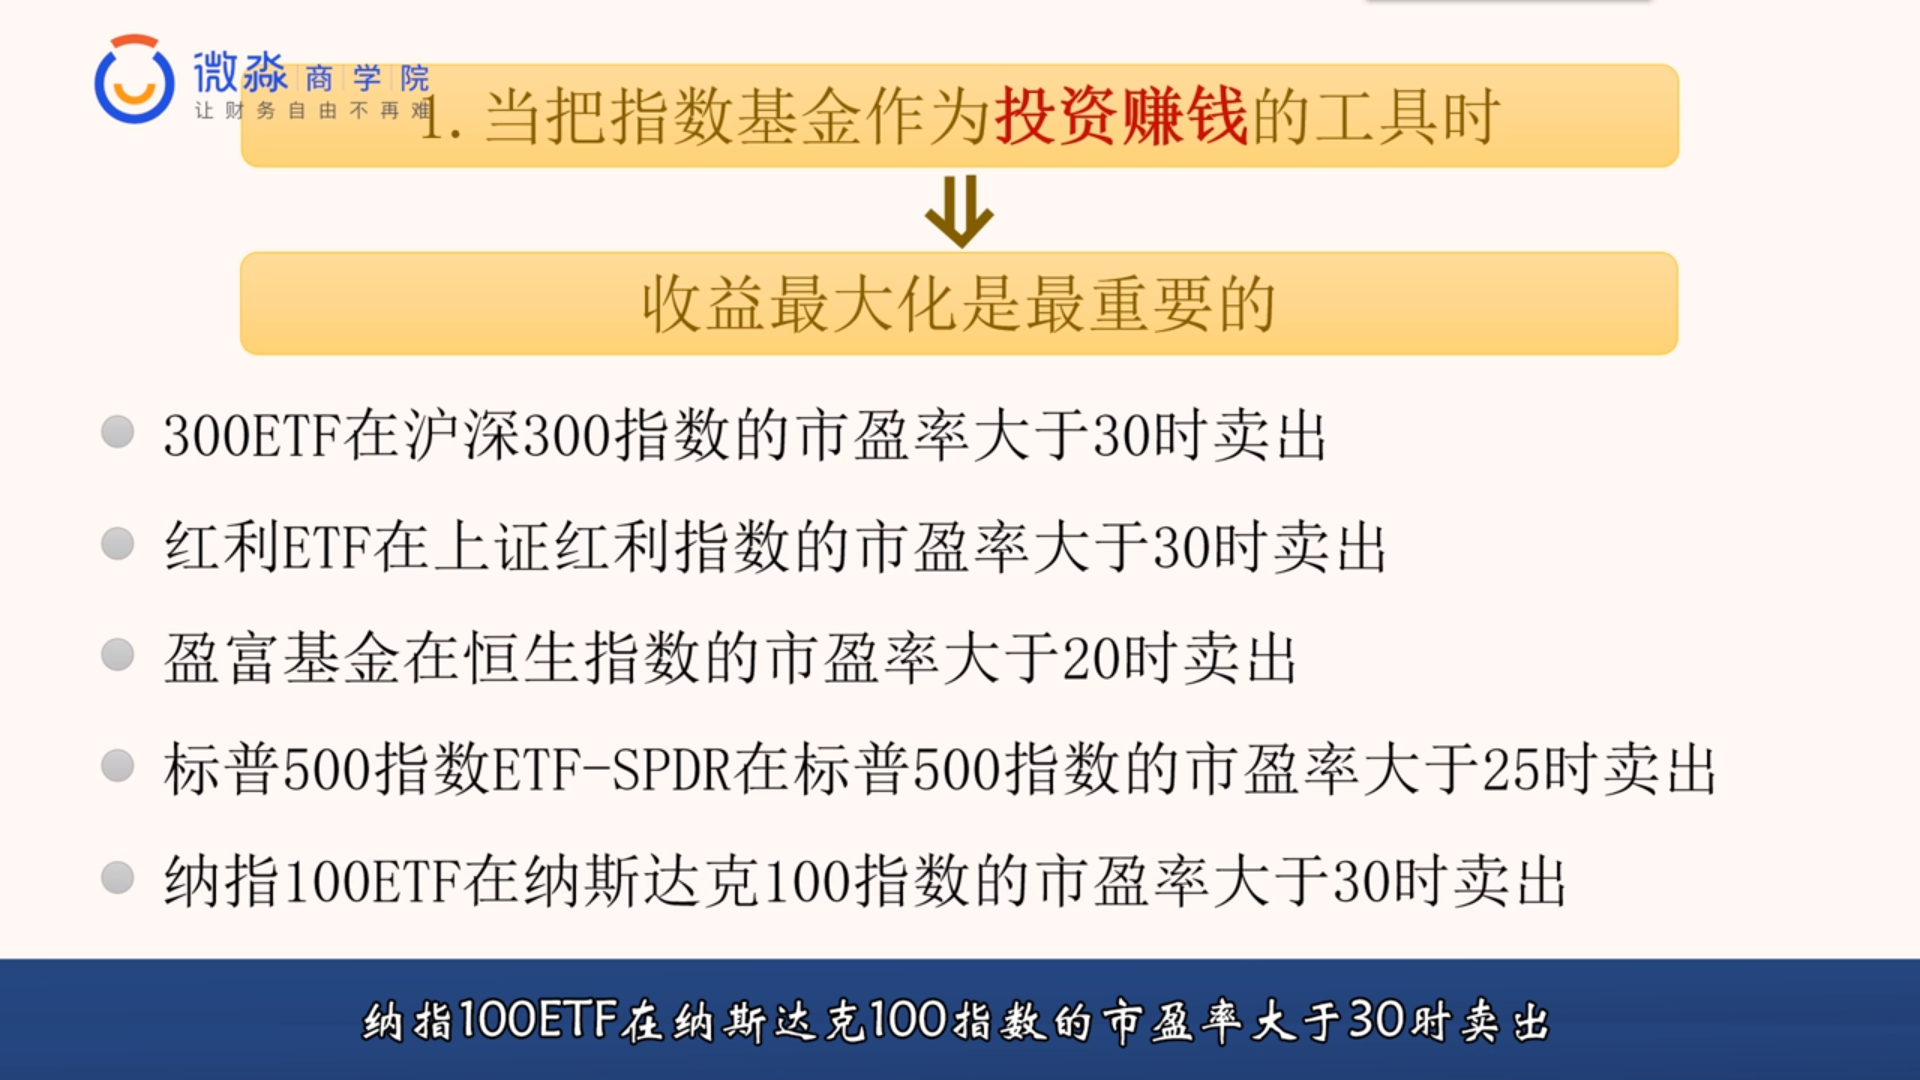 微淼商学院
让财务自由不再难
1. 当把指数基金作为投资赚钱的工具时
收益最大化是最重要的
300ETF在沪深300指数的市盈率大于30时卖出
红利ETF在上证红利指数的市盈率大于30时卖出
盈富基金在恒生指数的市盈率大于20时卖出
标普500指数ETF-SPDR在标普500指数的市盈率大于25时卖出
纳指100ETF在纳斯达克100指数的市盈率大于30时卖出
纳指100ETF在纳斯达克100指数的市盈率大于30时卖出